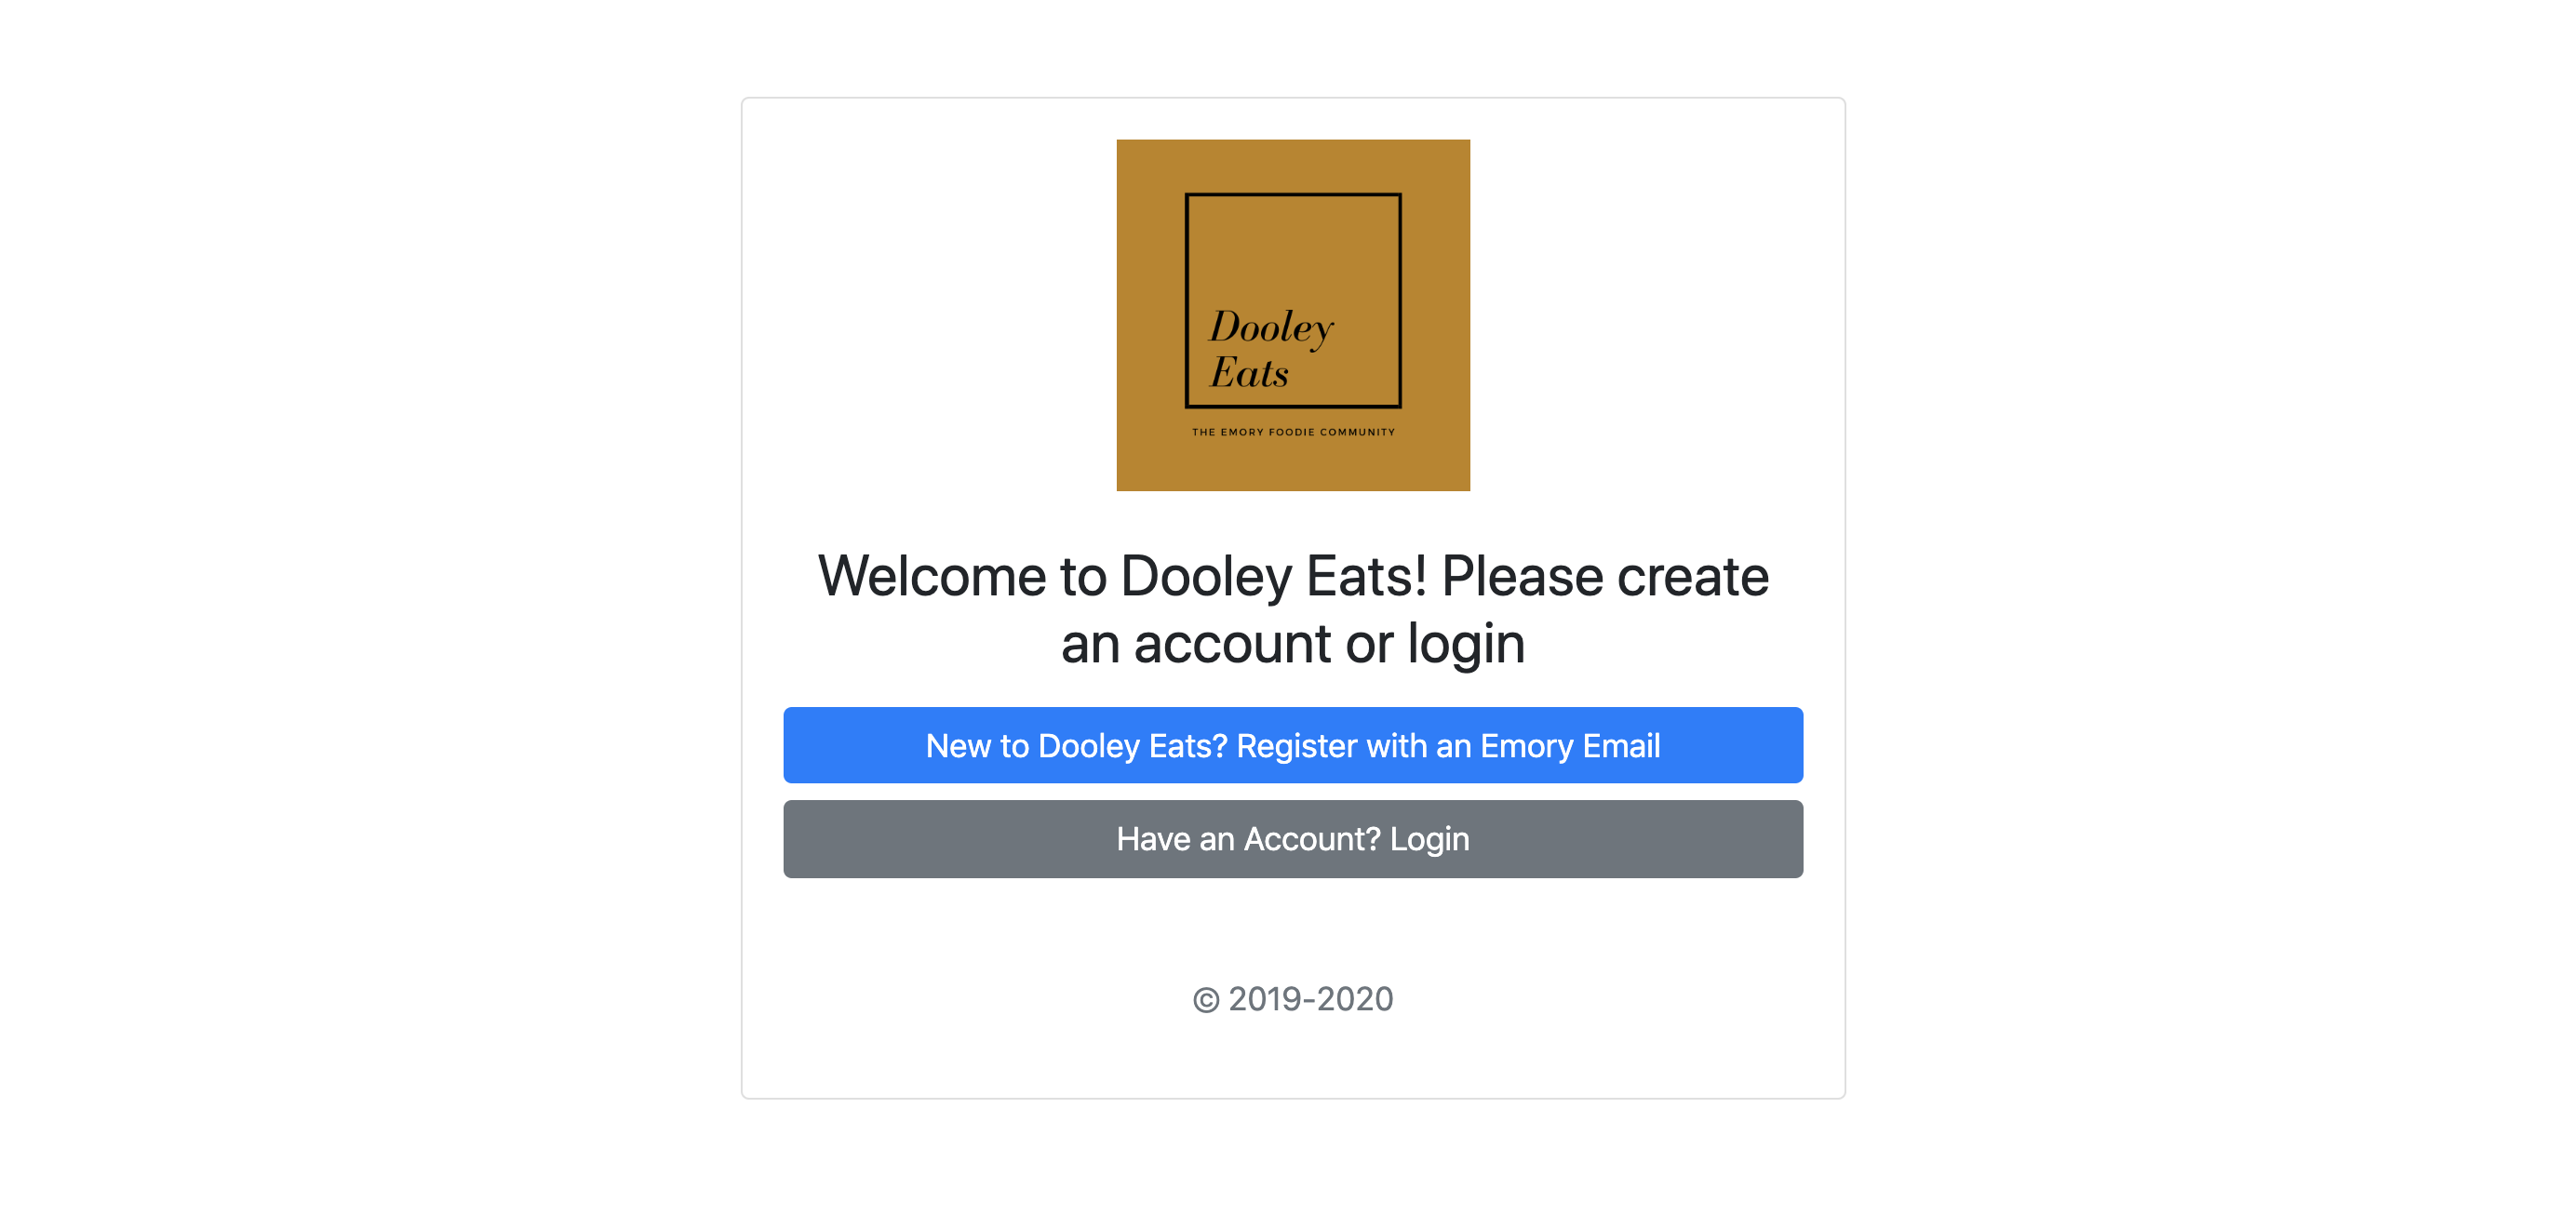 Dooley
Eats
THE EMORY FOODIE COMMUNITY
Welcome to Dooley Eats! Please create
an account or login
New to Dooley Eats? Register with an Emory Email
Have an Account? Login
© 2019-2020